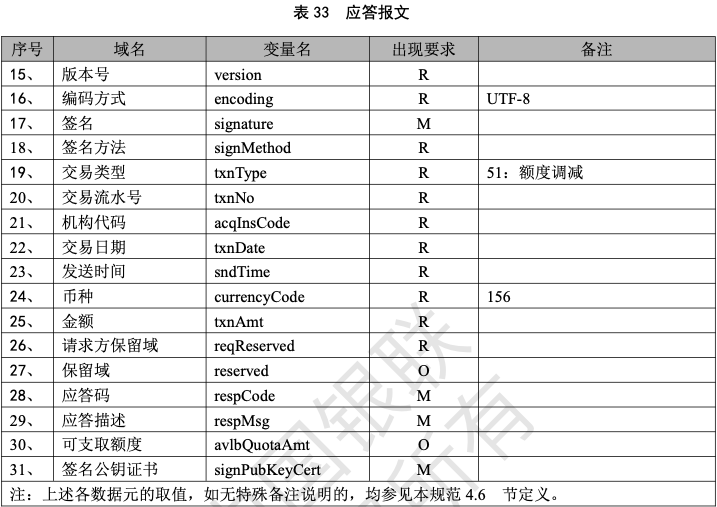 表 33 应答报文
序号 域名 变量名 出现要求 备注
15、 版本号 version R
16、 编码方式 encoding R UTF-8
17、 签名 signature M
18、 签名方法 signMethod R
19、 交易类型 txnType R 51：额度调减
20、 交易流水号 txnNo R
21、 机构代码 acqInsCode R
22、 交易日期 txnDate R
23、 发送时间 sndTime R
24、 币种 currencyCode R 156
25、 金额 txnAmt R
26、 请求方保留域 reqReserved R
27、 保留域 reserved O
28、 应答码 respCode M
29、 应答描述 respMsg M
30、 可支取额度 avlbQuotaAmt O
31、 签名公钥证书 signPubKeyCert M
注：上述各数据元的取值，如无特殊备注说明的，均参见本规范 4.6 节定义。
国银联
所有